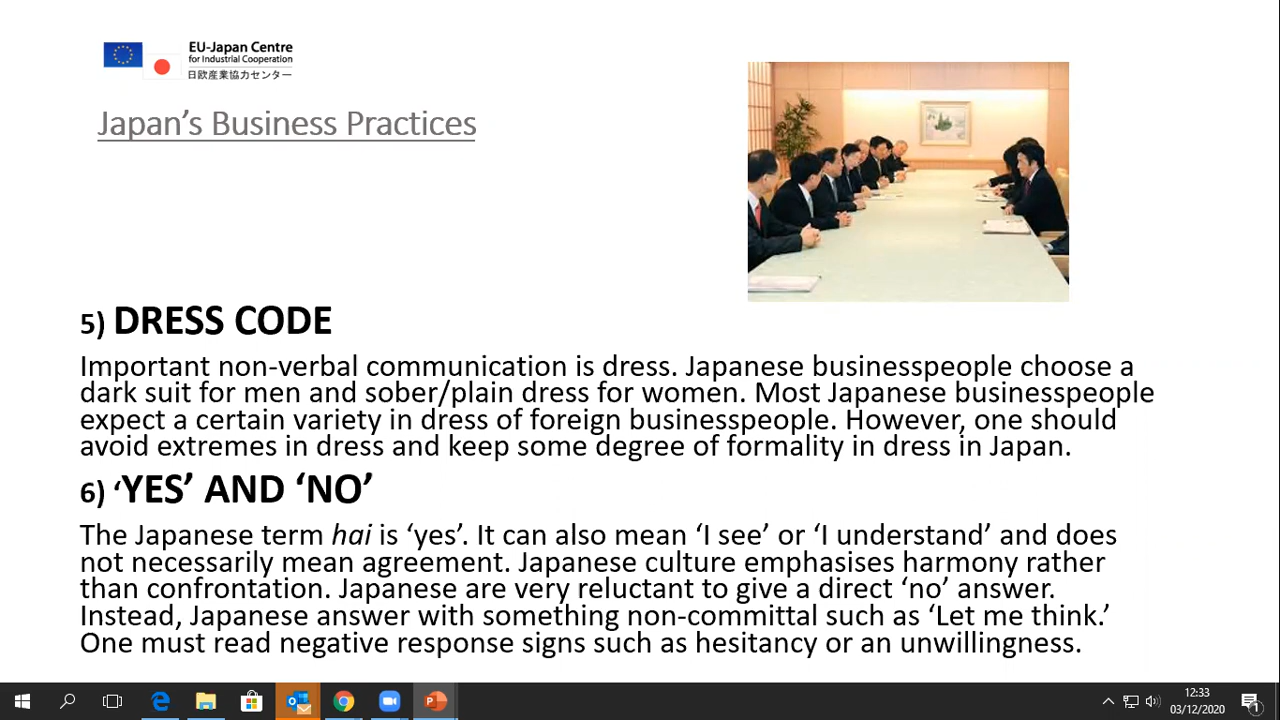 EU-Japan Centre
for Industrial Cooperation
日欧産業協力センター
Japan's Business Practices
5) DRESS CODE
Important non-verbal communication is dress. Japanese businesspeople choose a
dark suit for men and sober/plain dress for women. Most Japanese businesspeople
expect a certain variety in dress of foreign businesspeople. However, one should
avoid extremes in dress and keep some degree of formality in dress in Japan.
6) ‘YES’ AND ‘NO’
The Japanese term hai is ‘yes’. It can also mean ‘I see’ or ‘I understand’ and does
not necessarily mean agreement. Japanese culture emphasises harmony rather
than confrontation. Japanese are very reluctant to give a direct ‘no’ answer.
Instead, Japanese answer with something non-committal such as ‘Let me think.’
One must read negative response signs such as hesitancy or an unwillingness.
12:33
03/12/2020
1